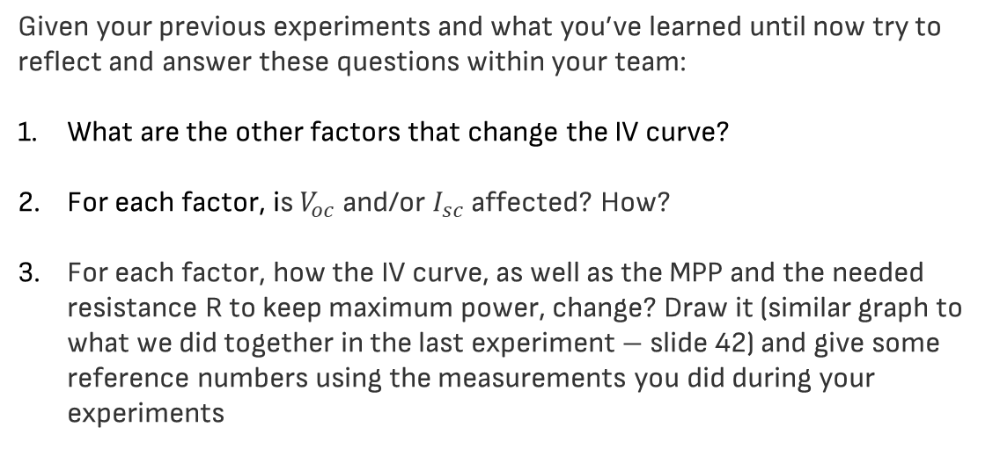 Given your previous experiments and what you’ve learned until now try to
reflect and answer these questions within your team:
1. What are the other factors that change the IV curve?
2. For each factor, is Voc and/or Isc affected? How?
3. For each factor, how the IV curve, as well as the MPP and the needed
resistance R to keep maximum power, change? Draw it (similar graph to
what we did together in the last experiment – slide 42) and give some
reference numbers using the measurements you did during your
experiments